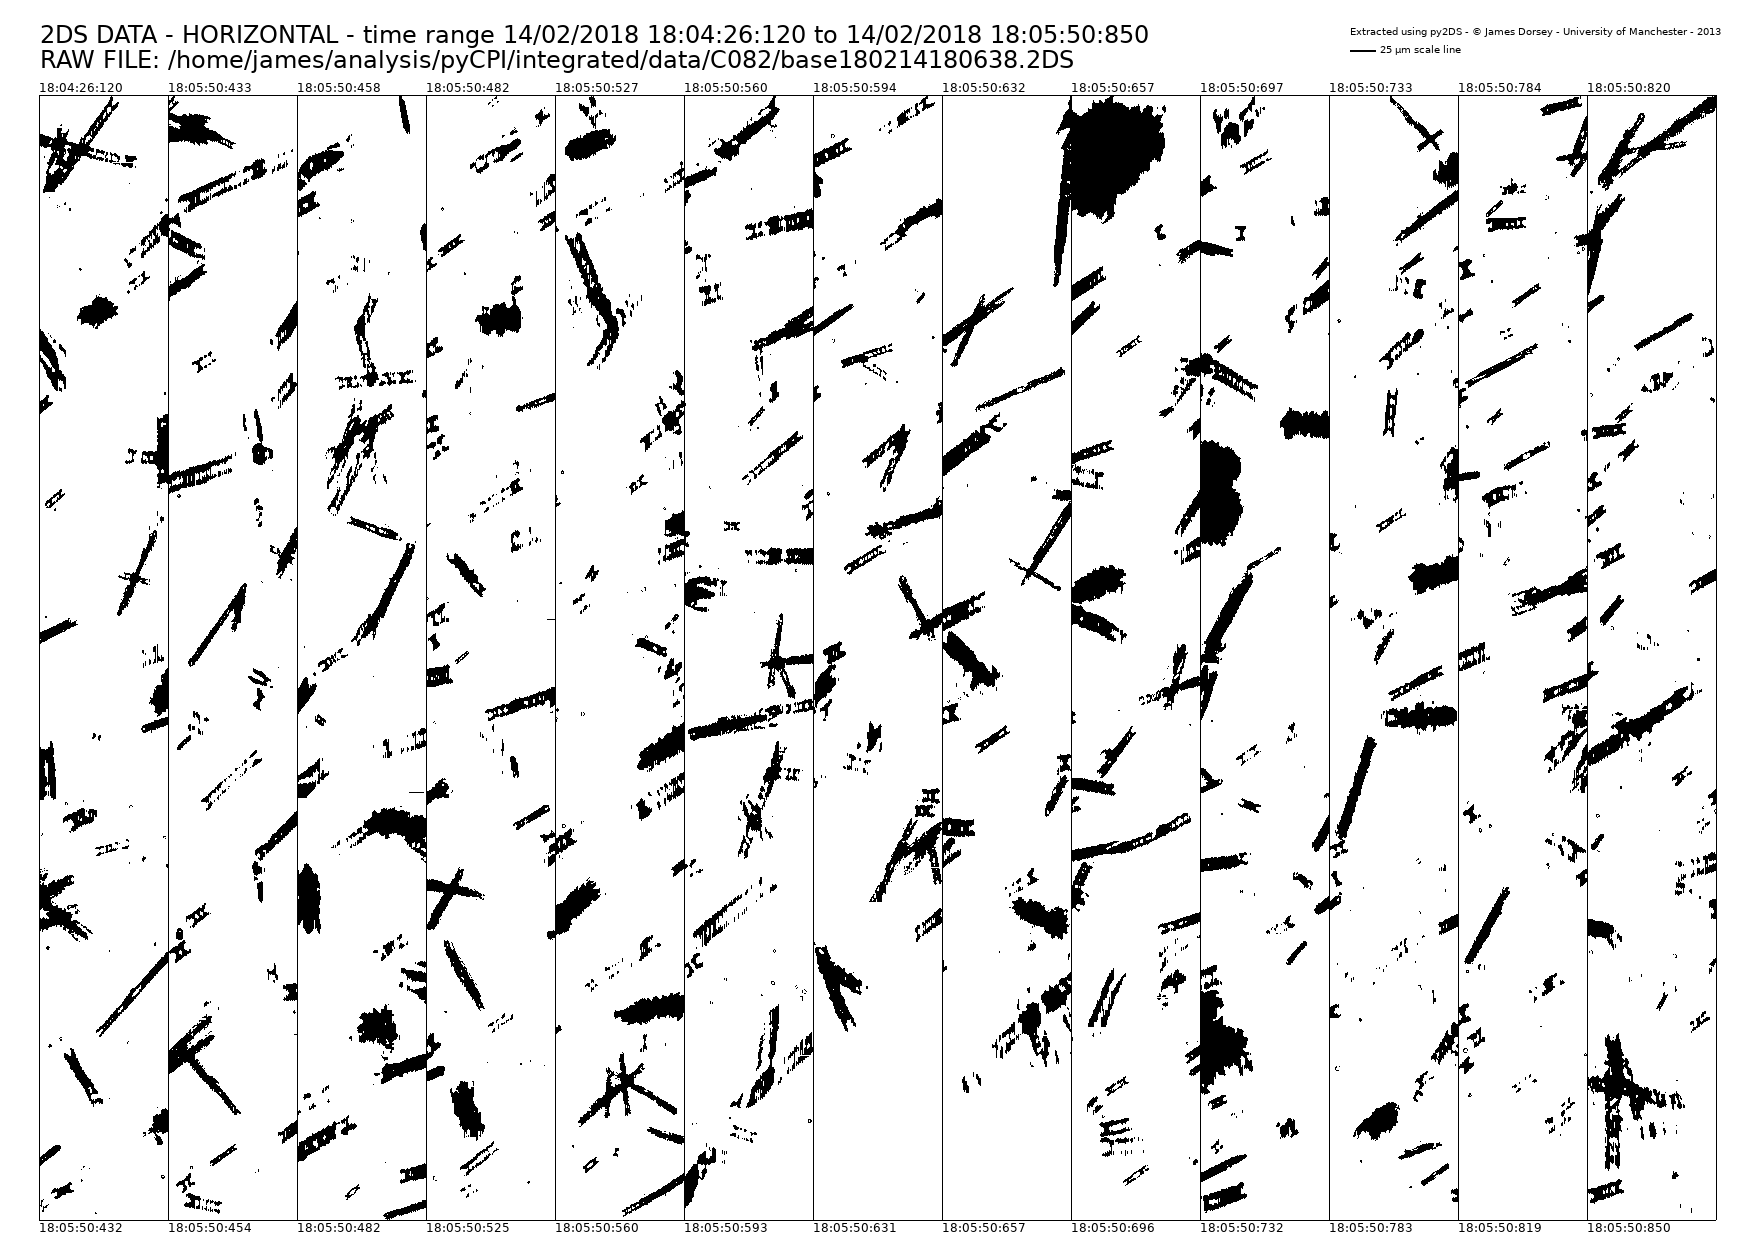 2DS DATA - HORIZONTAL - time range 14/02/2018 18:04:26:120 to 14/02/2018 18:05:50:850
RAW FILE: /home/james/analysis/pyCPI/integrated/data/C082/base180214180638.2DS
Extracted using py2DS - © James Dorsey - University of Manchester - 2013
25 µm scale line
18:04:26:120 18:05:50:433 18:05:50:458 18:05:50:482 18:05:50:527 18:05:50:560 18:05:50:594 18:05:50:632 18:05:50:657 18:05:50:697 18:05:50:733 18:05:50:784 18:05:50:820
18:05:50:432 18:05:50:454 18:05:50:482 18:05:50:525 18:05:50:560 18:05:50:593 18:05:50:631 18:05:50:657 18:05:50:696 18:05:50:732 18:05:50:783 18:05:50:819 18:05:50:850